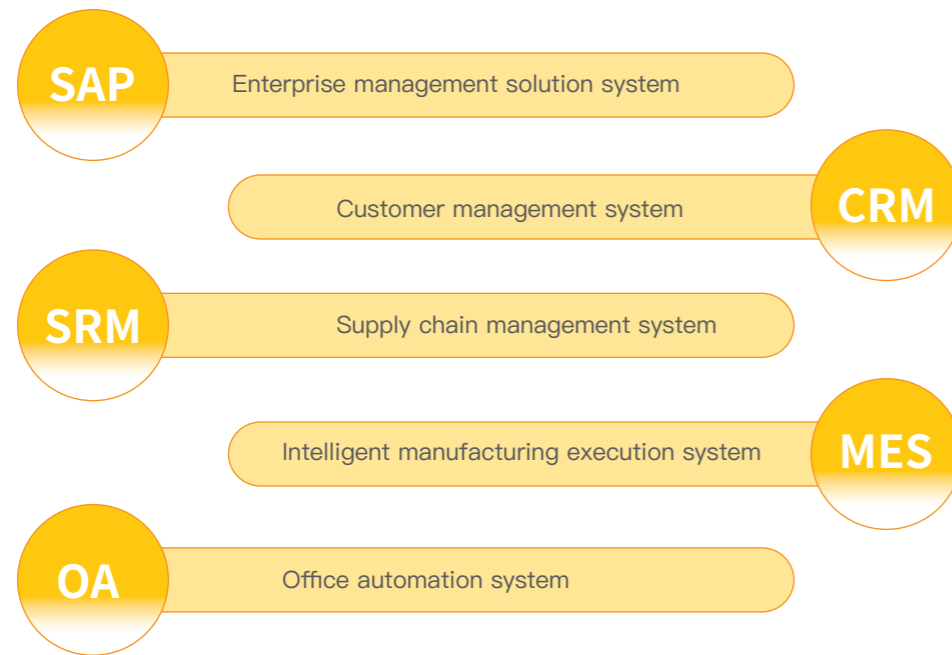 SAP
Enterprise management solution system
Customer management system
CRM
SRM
Supply chain management system
Intelligent manufacturing execution system
MES
OA
Office automation system